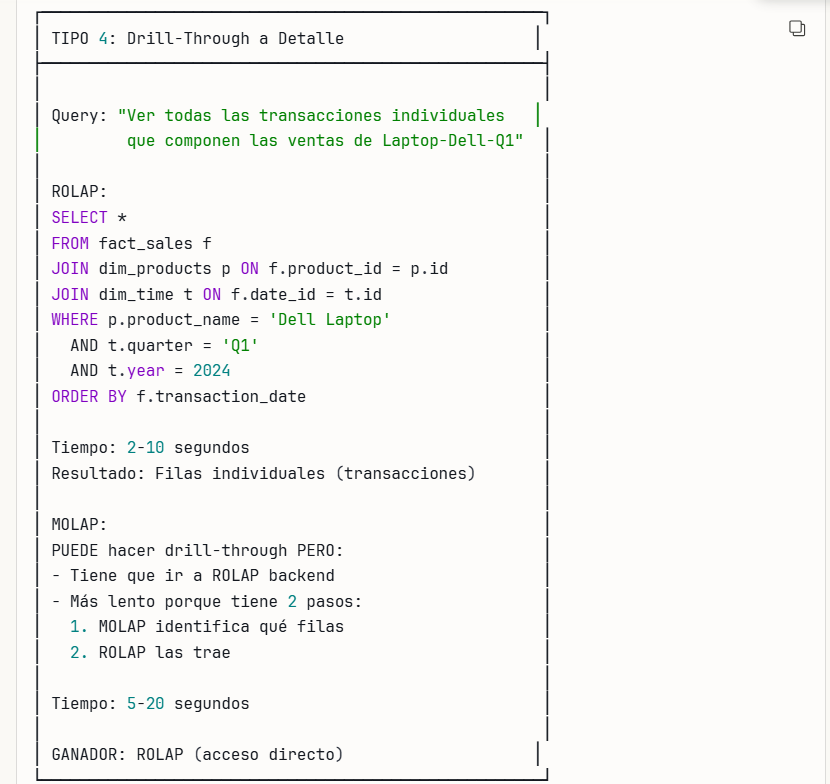 TIPO 4: Drill-Through a Detalle
Query: "Ver todas las transacciones individuales
que componen las ventas de Laptop-Dell-Q1"
ROLAP:
SELECT *
FROM fact_sales f
JOIN dim_products p ON f.product_id = p.id
JOIN dim_time t ON f.date_id = t.id
WHERE p.product_name = 'Dell Laptop'
AND t.quarter = 'Q1'
AND t.year = 2024
ORDER BY f.transaction_date
Tiempo: 2-10 segundos
Resultado: Filas individuales (transacciones)
MOLAP:
PUEDE hacer drill-through PERO:
- Tiene que ir a ROLAP backend
- Más lento porque tiene 2 pasos:
1. MOLAP identifica qué filas
2. ROLAP las trae
Tiempo: 5-20 segundos
GANADOR: ROLAP (acceso directo)